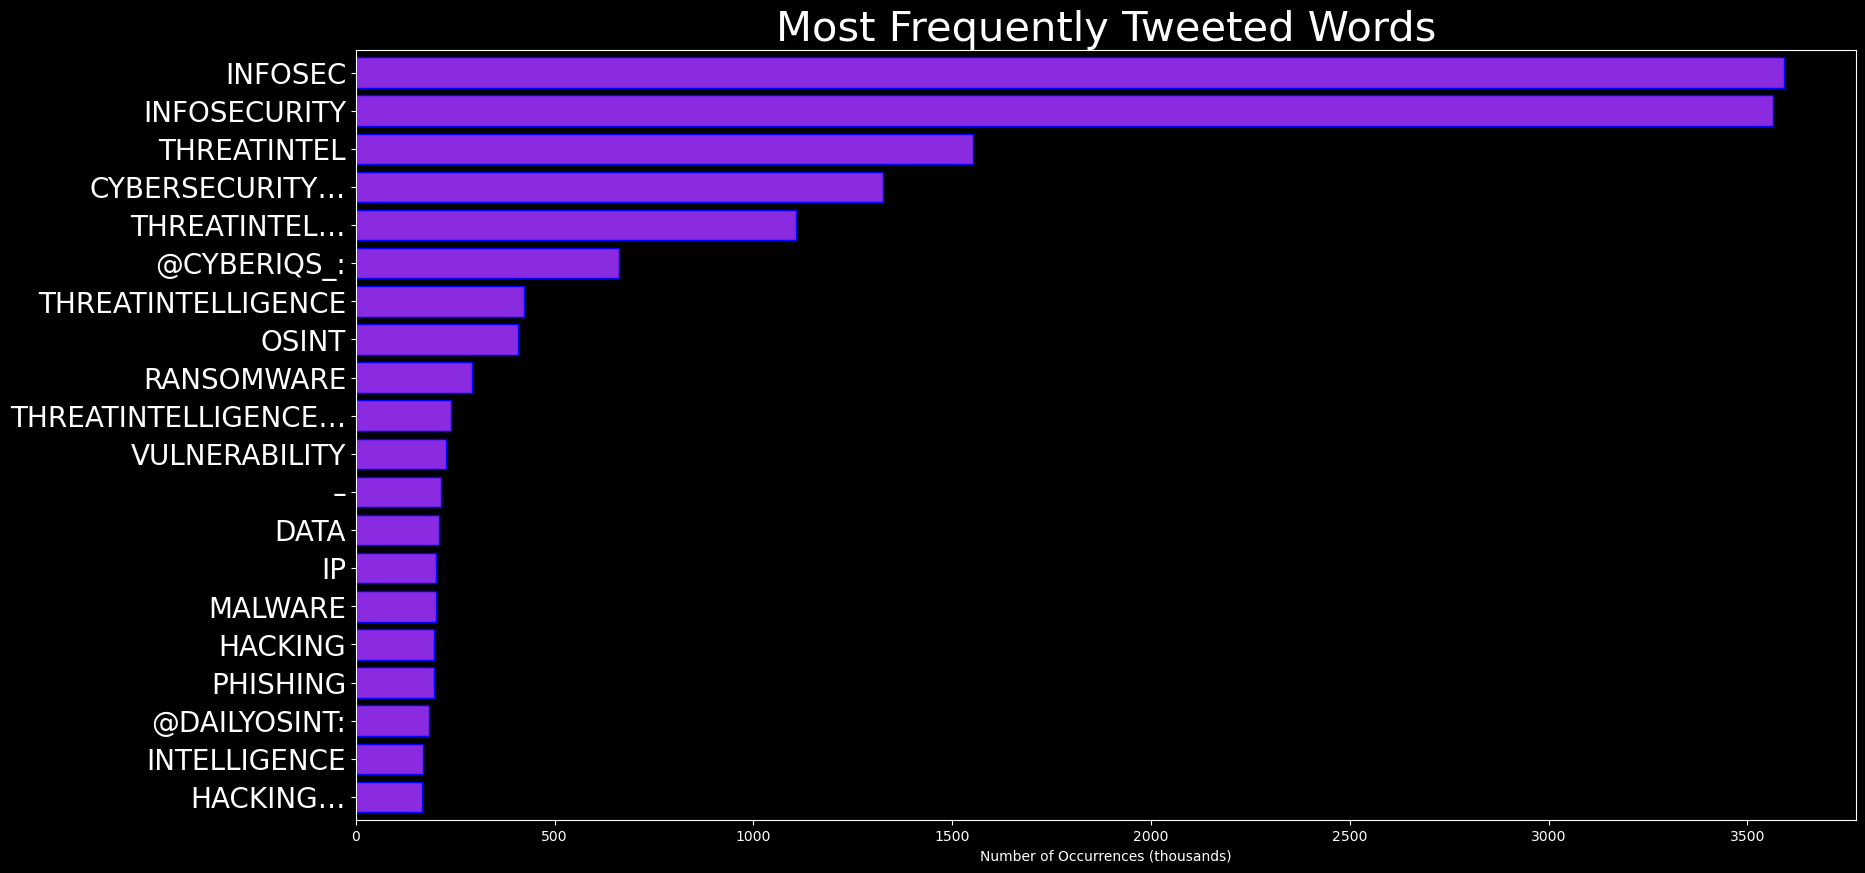 Most Frequently Tweeted Words
INFOSEC
INFOSECURITY
THREATINTEL
CYBERSECURITY…
THREATINTEL…
@CYBERIQS_:
THREATINTELLIGENCE
OSINT
RANSOMWARE
THREATINTELLIGENCE…
VULNERABILITY
–
DATA
IP
MALWARE
HACKING
PHISHING
@DAILYOSINT:
INTELLIGENCE
HACKING…
0 500 1000 1500 2000 2500 3000 3500
Number of Occurrences (thousands)